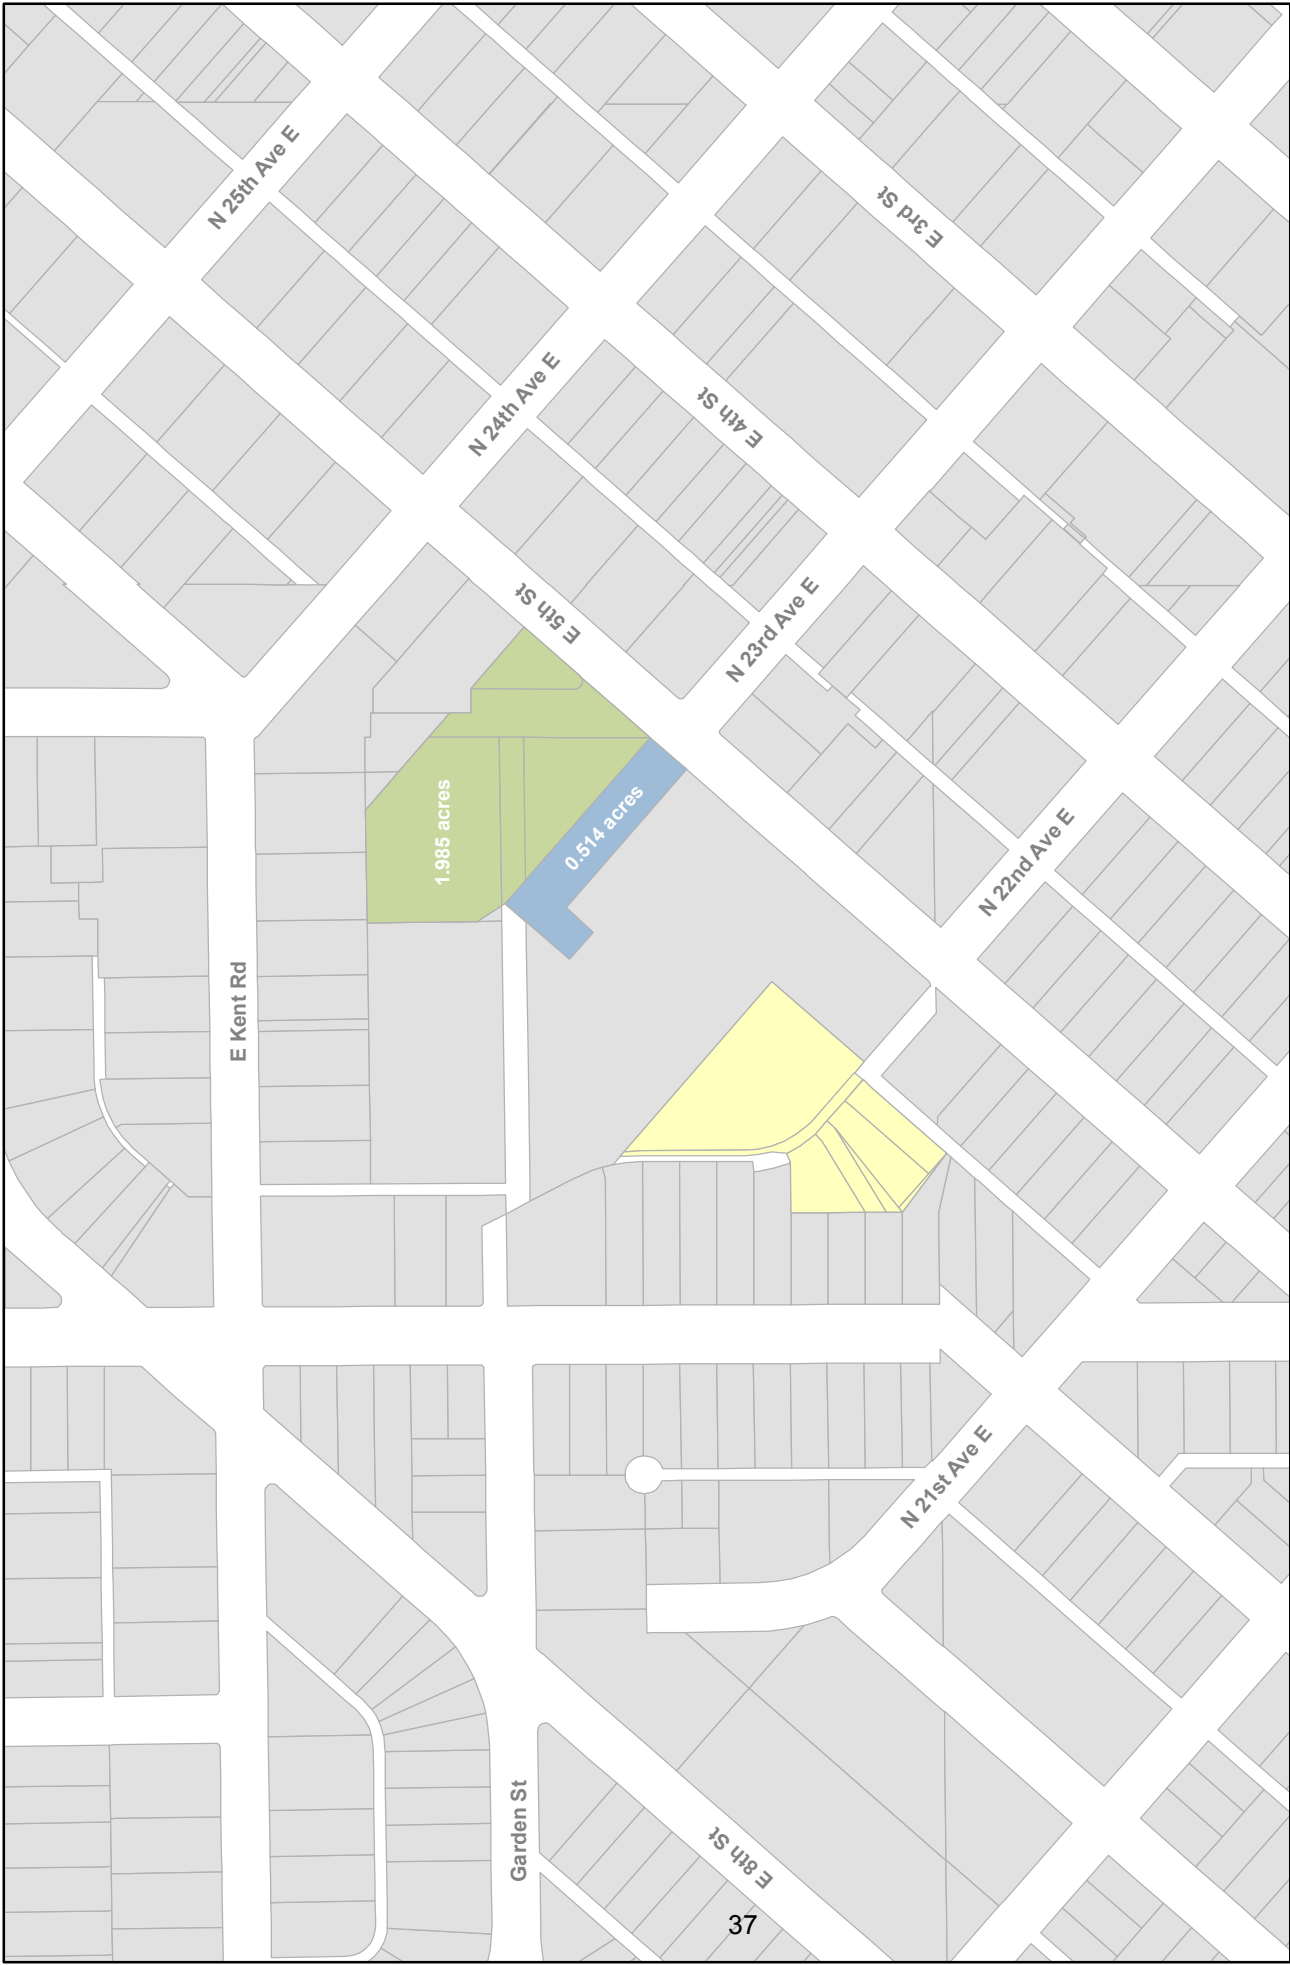 N 25th Ave E
E 3rd St
N 24th Ave E
E 4th St
E 5th St
N 23rd Ave E
1.985 acres
0.514 acres
N 22nd Ave E
E Kent Rd
N 21st Ave E
Garden St
E 8th St
37